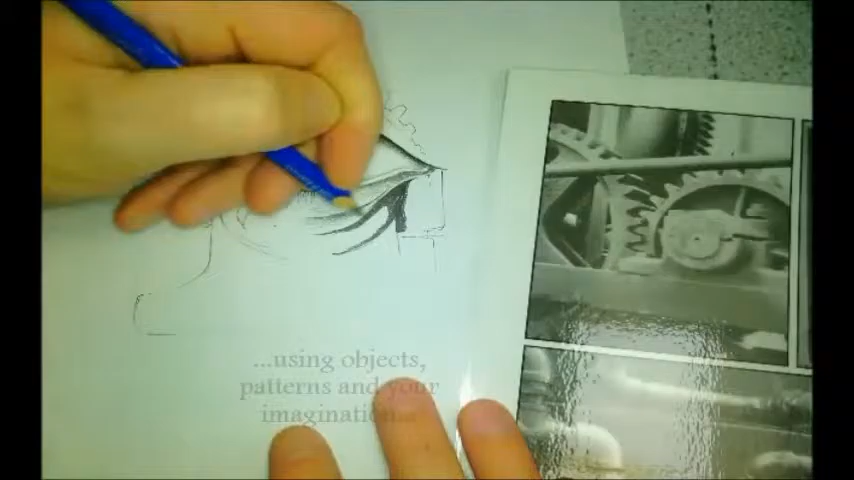 ...using objects,
patterns and your
imagination...